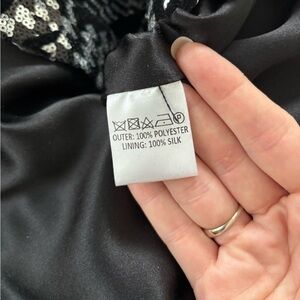 P
OUTER: 100% POLYESTER
LINING: 100% SILK